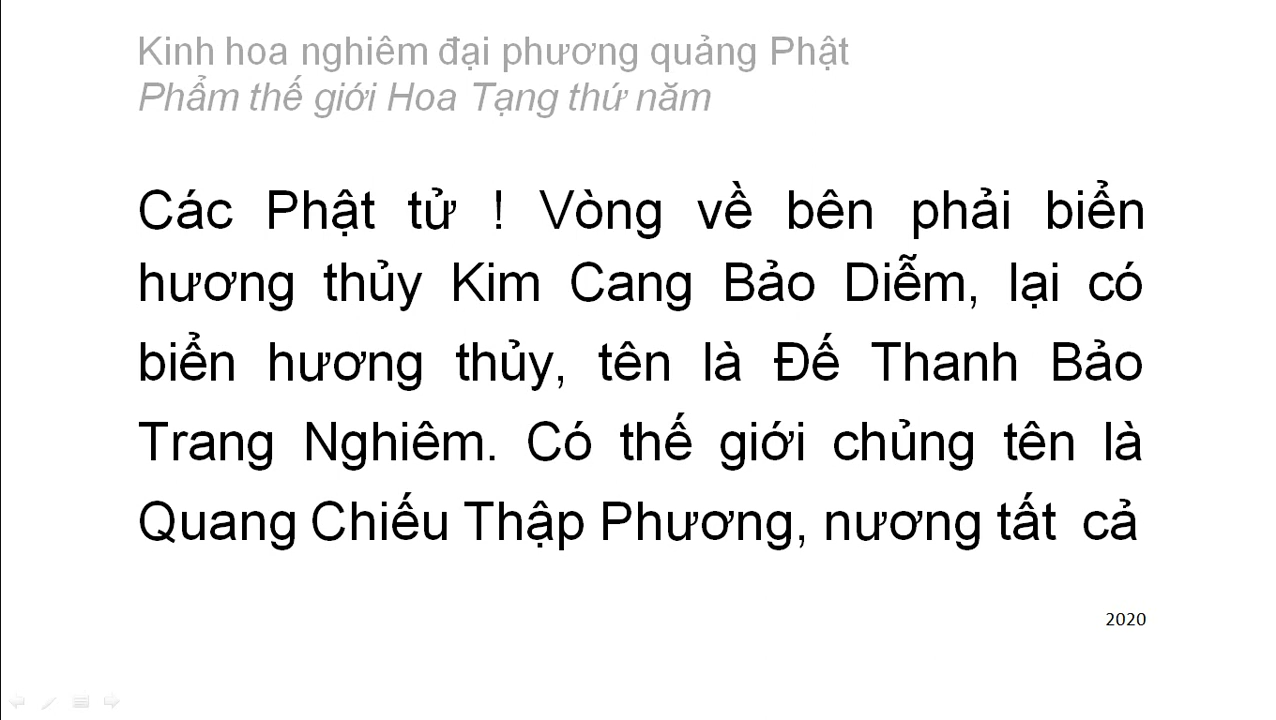 Kinh hoa nghiêm đại phương quảng Phật
Phẩm thế giới Hoa Tạng thứ năm
Các Phật tử ! Vòng về bên phải biển
hương thủy Kim Cang Bảo Diễm, lại có
biển hương thủy, tên là Đế Thanh Bảo
Trang Nghiêm. Có thế giới chủng tên là
Quang Chiếu Thập Phương, nương tất cả
2020